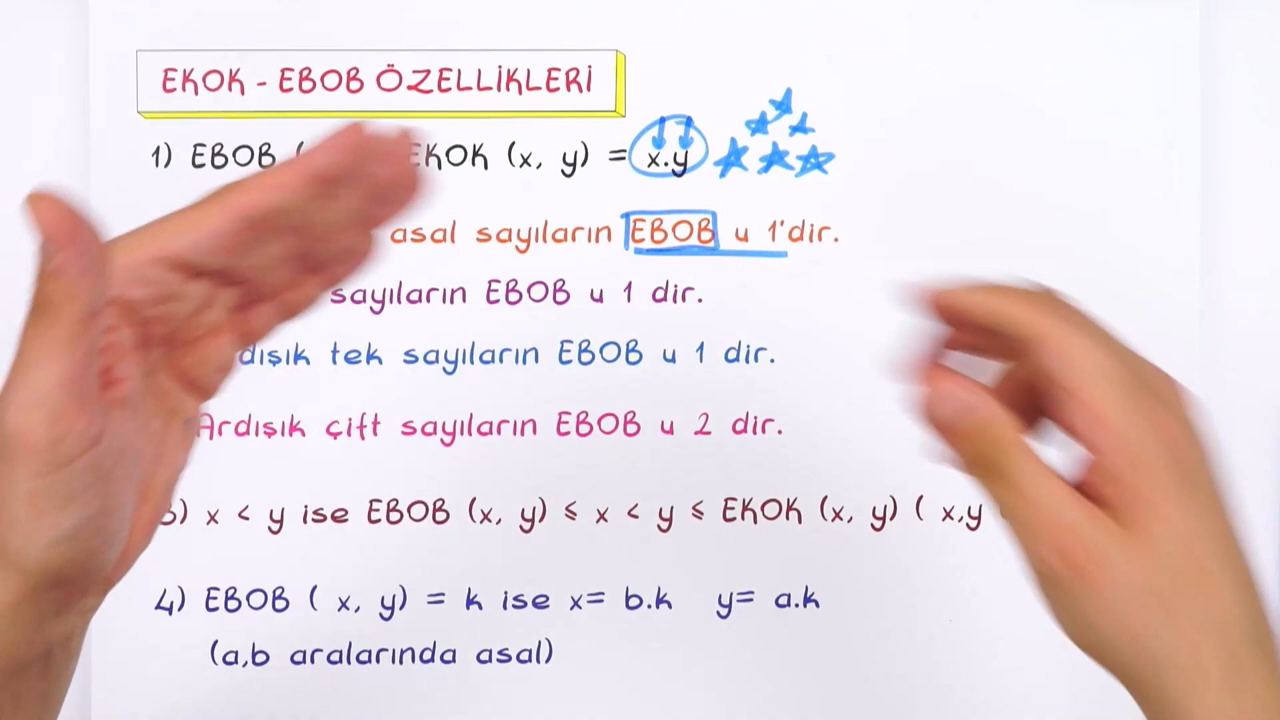 EKOK - EBOB ÖZELLİKLERİ
1) EBOB ( EKOK (x, y) = x.y
asal sayıların EBOB u 1'dir.
sayıların EBOB u 1 dir.
tek sayıların EBOB u 1 dir.
Ardışık çift sayıların EBOB u 2 dir.
x < y ise EBOB (x, y) ≤ x < y ≤ EKOK (x, y) ( x,y
4) EBOB ( x, y) = k ise x= b.k y= a.k
(a,b aralarında asal)